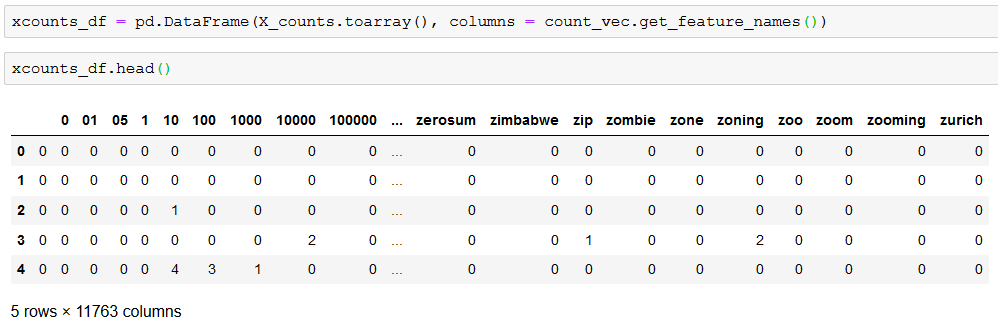 xcounts_df = pd.DataFrame(X_counts.toarray(), columns = count_vec.get_feature_names())
xcounts_df.head()
0 01 05 1 10 100 1000 10000 100000 ... zerosum zimbabwe zip zombie zone zoning zoo zoom zooming zurich
0 0 0 0 0 0 0 0 0 0 0 ... 0 0 0 0 0 0 0 0 0 0
1 0 0 0 0 0 0 0 0 0 0 ... 0 0 0 0 0 0 0 0 0 0
2 0 0 0 0 0 1 0 0 0 0 ... 0 0 0 0 0 0 0 0 0 0
3 0 0 0 0 0 0 0 0 2 0 ... 0 0 1 0 0 2 0 0 0 0
4 0 0 0 0 0 4 3 1 0 0 ... 0 0 0 0 0 0 0 0 0 0
5 rows × 11763 columns